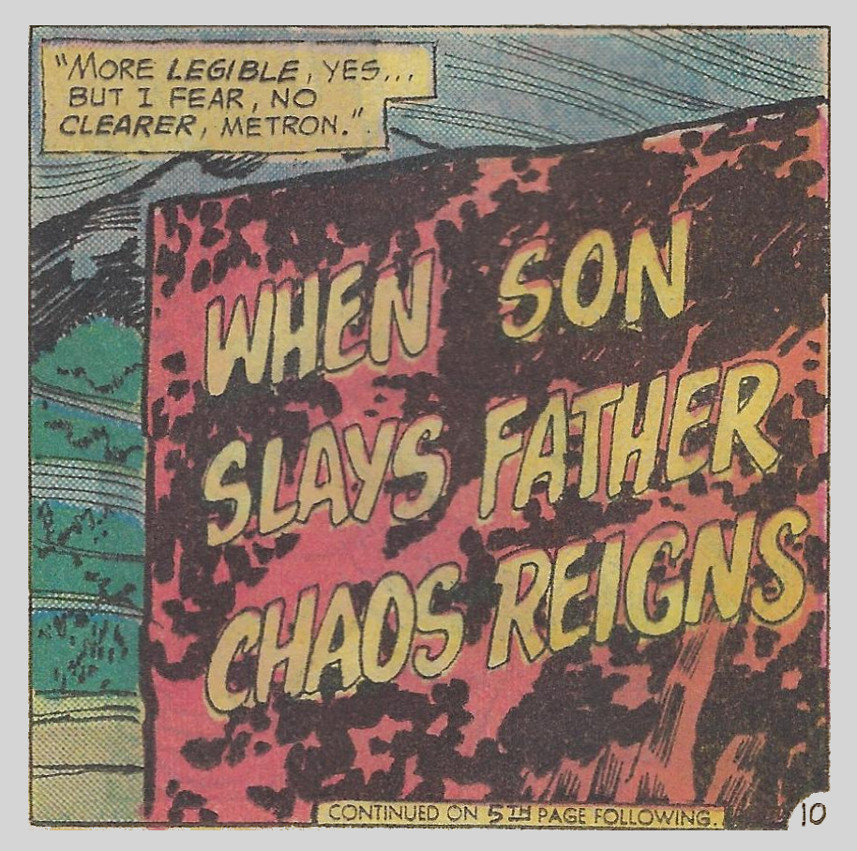 "MORE LEGIBLE, YES...
BUT I FEAR, NO
CLEARER, METRON."
WHEN SON
SLAYS FATHER
CHAOS REIGNS
CONTINUED ON 5TH PAGE FOLLOWING.
10